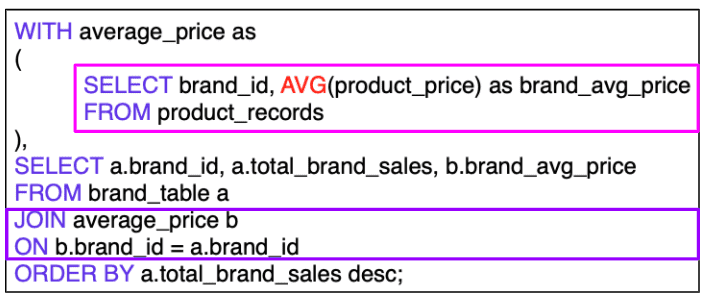 WITH average_price as
(
SELECT brand_id, AVG(product_price) as brand_avg_price
FROM product_records
),
SELECT a.brand_id, a.total_brand_sales, b.brand_avg_price
FROM brand_table a
JOIN average_price b
ON b.brand_id = a.brand_id
ORDER BY a.total_brand_sales desc;